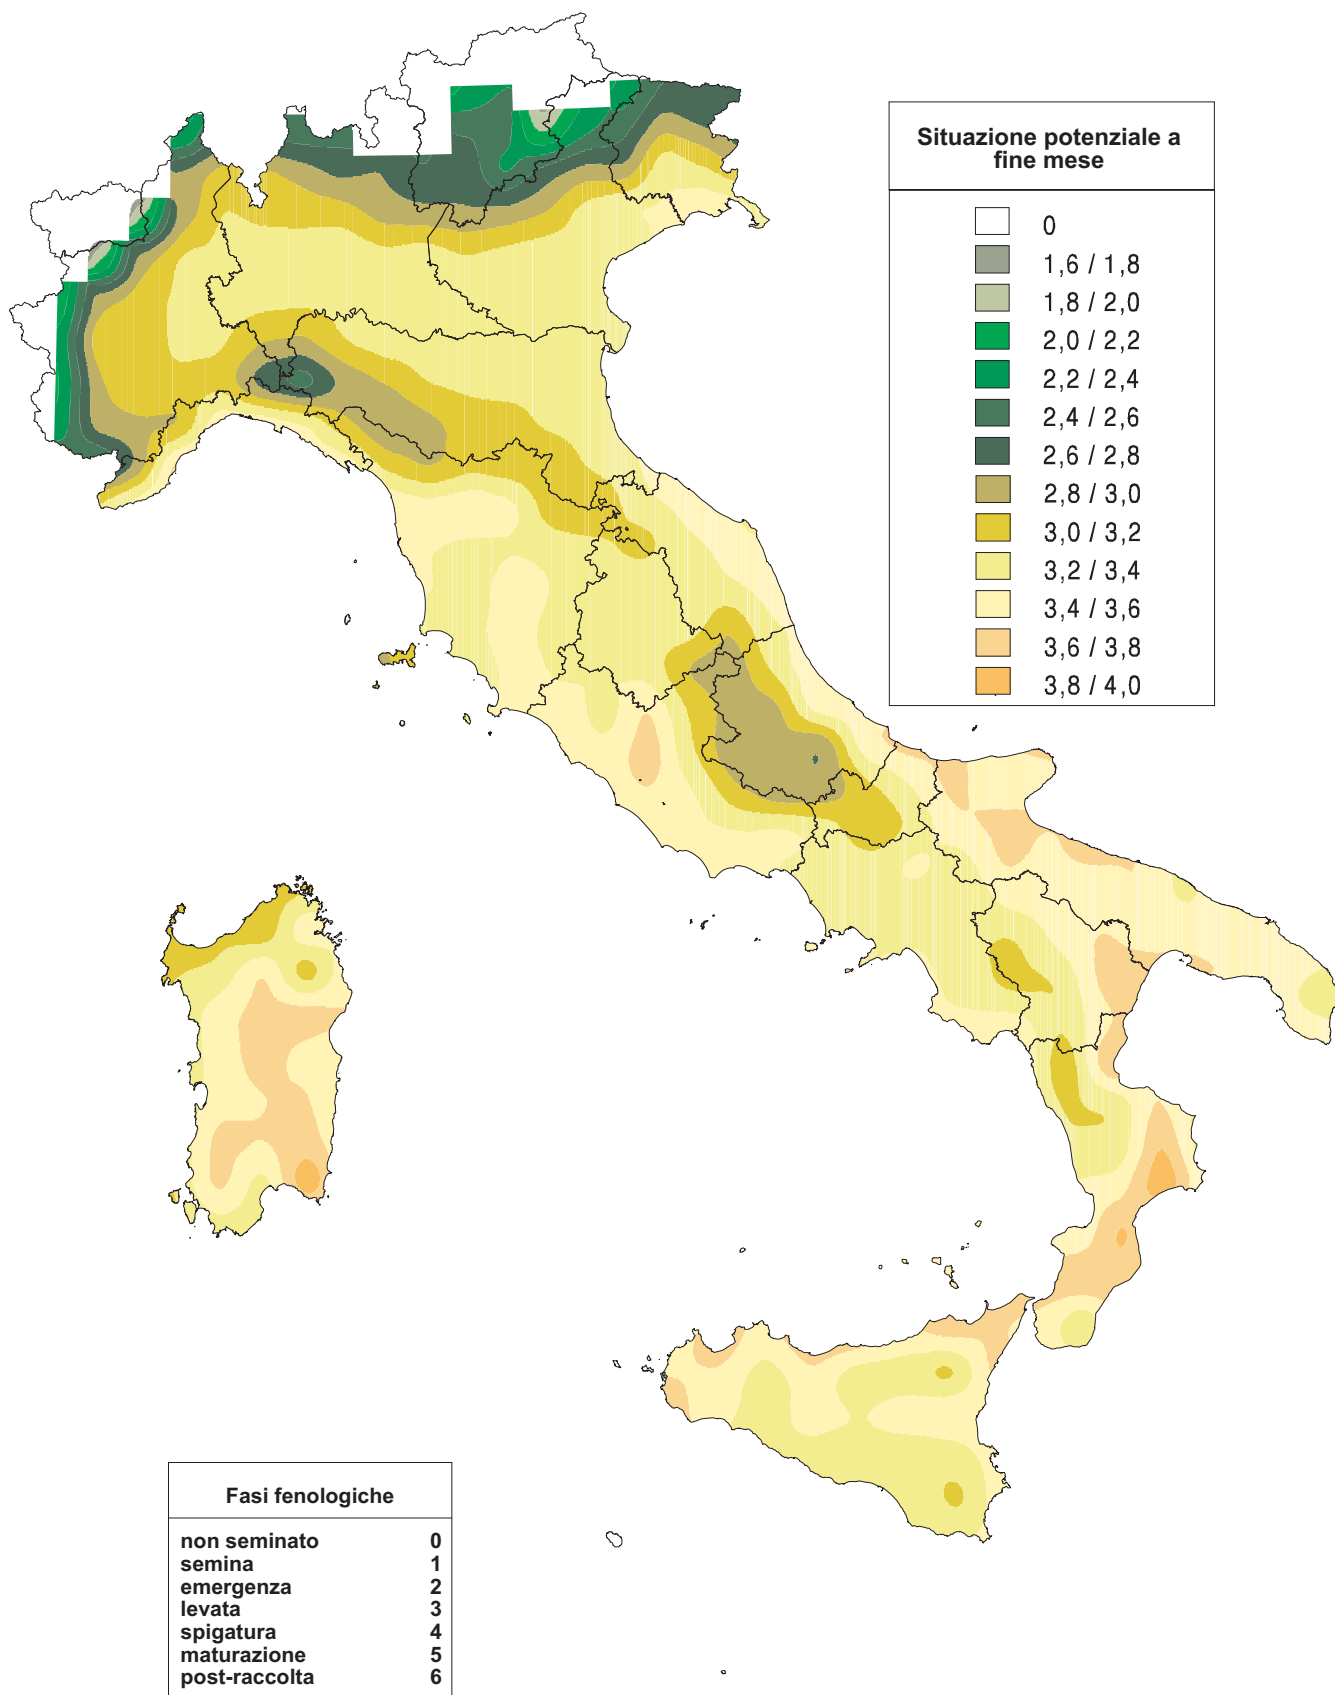 Situazione potenziale a
fine mese
0
1,6 / 1,8
1,8 / 2,0
2,0 / 2,2
2,2 / 2,4
2,4 / 2,6
2,6 / 2,8
2,8 / 3,0
3,0 / 3,2
3,2 / 3,4
3,4 / 3,6
3,6 / 3,8
3,8 / 4,0
Fasi fenologiche
non seminato 0
semina 1
emergenza 2
levata 3
spigatura 4
maturazione 5
post-raccolta 6